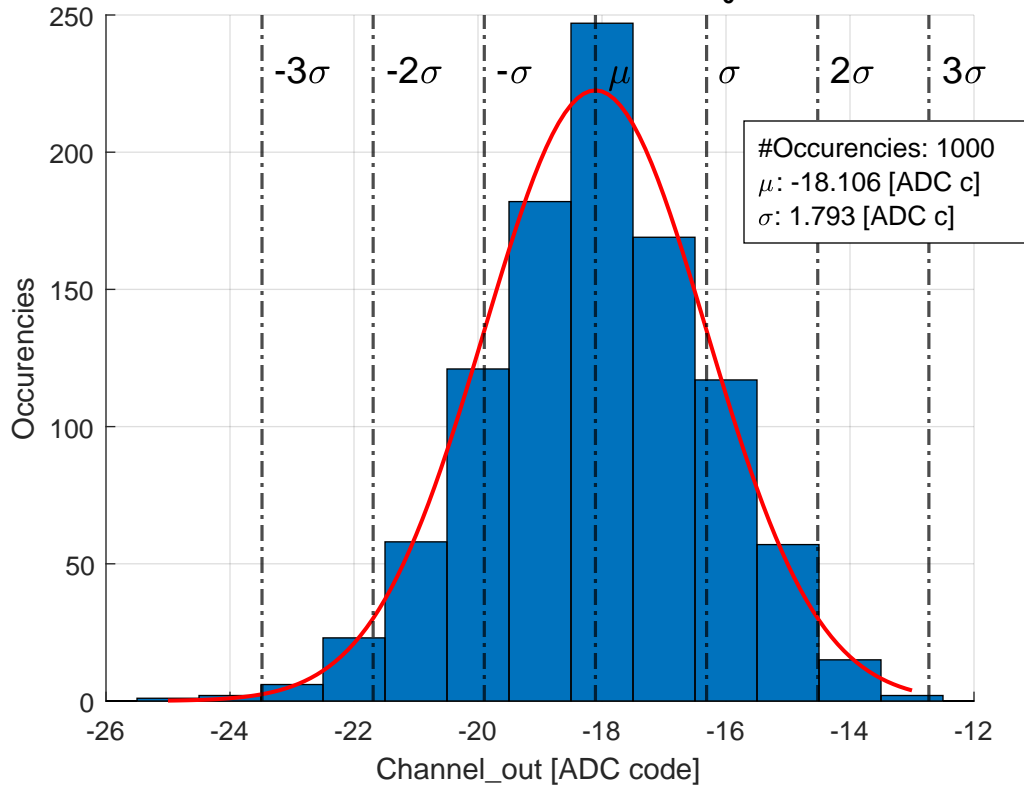 250
200
150
100
50
0
-3σ -2σ -σ μ σ 2σ 3σ
#Occurencies: 1000
μ: -18.106 [ADC c]
σ: 1.793 [ADC c]
Occurencies
-26 -24 -22 -20 -18 -16 -14 -12
Channel_out [ADC code]